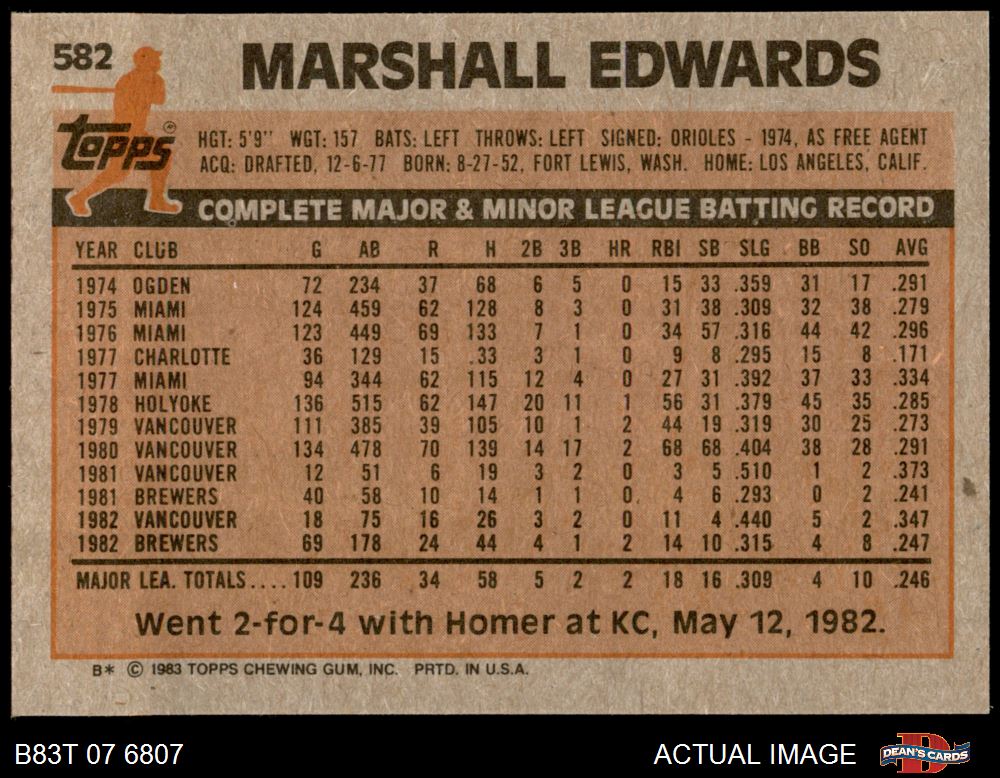 582
MARSHALL EDWARDS
topps®
HGT: 5'9" WGT: 157 BATS: LEFT THROWS: LEFT SIGNED: ORIOLES - 1974, AS FREE AGENT
ACQ: DRAFTED, 12-6-77 BORN: 8-27-52, FORT LEWIS, WASH. HOME: LOS ANGELES, CALIF.
COMPLETE MAJOR & MINOR LEAGUE BATTING RECORD
YEAR CLUB G AB R H 2B 3B HR RBI SB SLG BB SO AVG
1974 OGDEN 72 234 37 68 6 5 0 15 33 .359 31 17 .291
1975 MIAMI 124 459 62 128 8 3 0 31 38 .309 32 38 .279
1976 MIAMI 123 449 69 133 7 1 0 34 57 .316 44 42 .296
1977 CHARLOTTE 36 129 15 33 3 1 0 9 8 .295 15 8 .171
1977 MIAMI 94 344 62 115 12 4 0 27 31 .392 37 33 .334
1978 HOLYOKE 136 515 62 147 20 11 1 56 31 .379 45 35 .285
1979 VANCOUVER 111 385 39 105 10 1 2 44 19 .319 30 25 .273
1980 VANCOUVER 134 478 70 139 14 17 2 68 68 .404 38 28 .291
1981 VANCOUVER 12 51 6 19 3 2 0 3 5 .510 1 2 .373
1981 BREWERS 40 58 10 14 1 1 0 4 6 .293 0 2 .241
1982 VANCOUVER 18 75 16 26 3 2 0 11 4 .440 5 2 .347
1982 BREWERS 69 178 24 44 4 1 2 14 10 .315 4 8 .247
MAJOR LEA. TOTALS.... 109 236 34 58 5 2 2 18 16 .309 4 10 .246
Went 2-for-4 with Homer at KC, May 12, 1982.
B* © 1983 TOPPS CHEWING GUM, INC. PRTD. IN U.S.A.
B83T 07 6807
ACTUAL IMAGE
DEAN'S CARDS